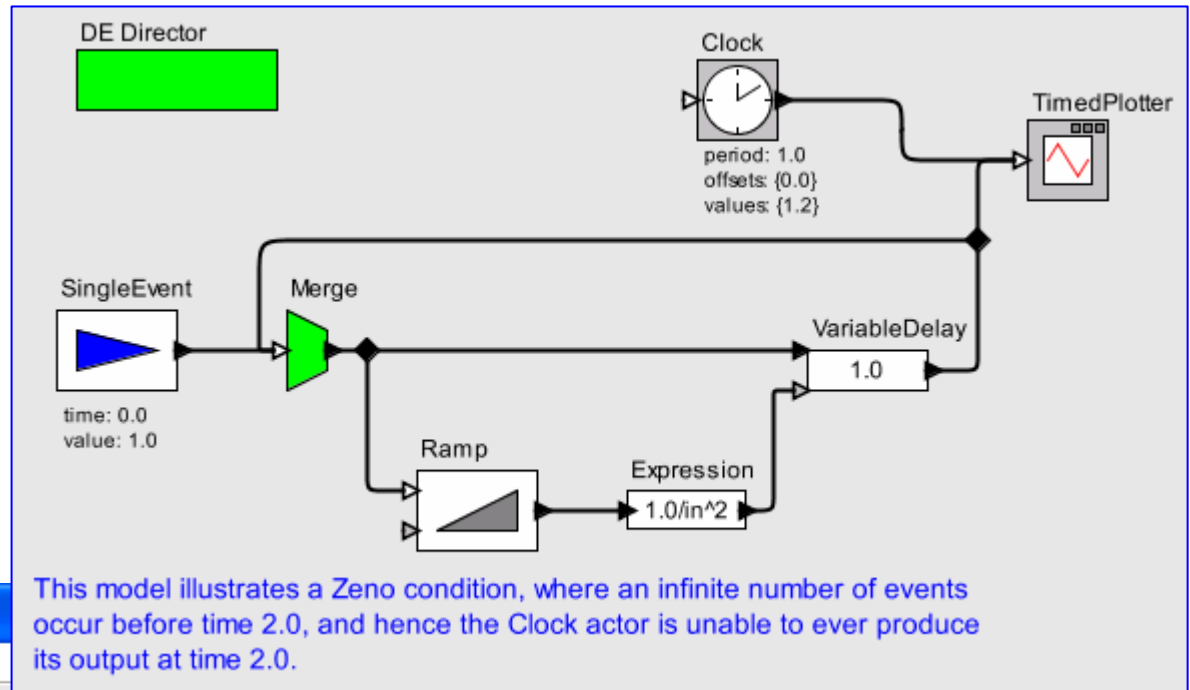 DE Director
Clock
TimedPlotter
period: 1.0
offsets: {0.0}
values: {1.2}
SingleEvent
Merge
VariableDelay
1.0
time: 0.0
value: 1.0
Ramp
Expression
1.0/in^2
This model illustrates a Zeno condition, where an infinite number of events
occur before time 2.0, and hence the Clock actor is unable to ever produce
its output at time 2.0.